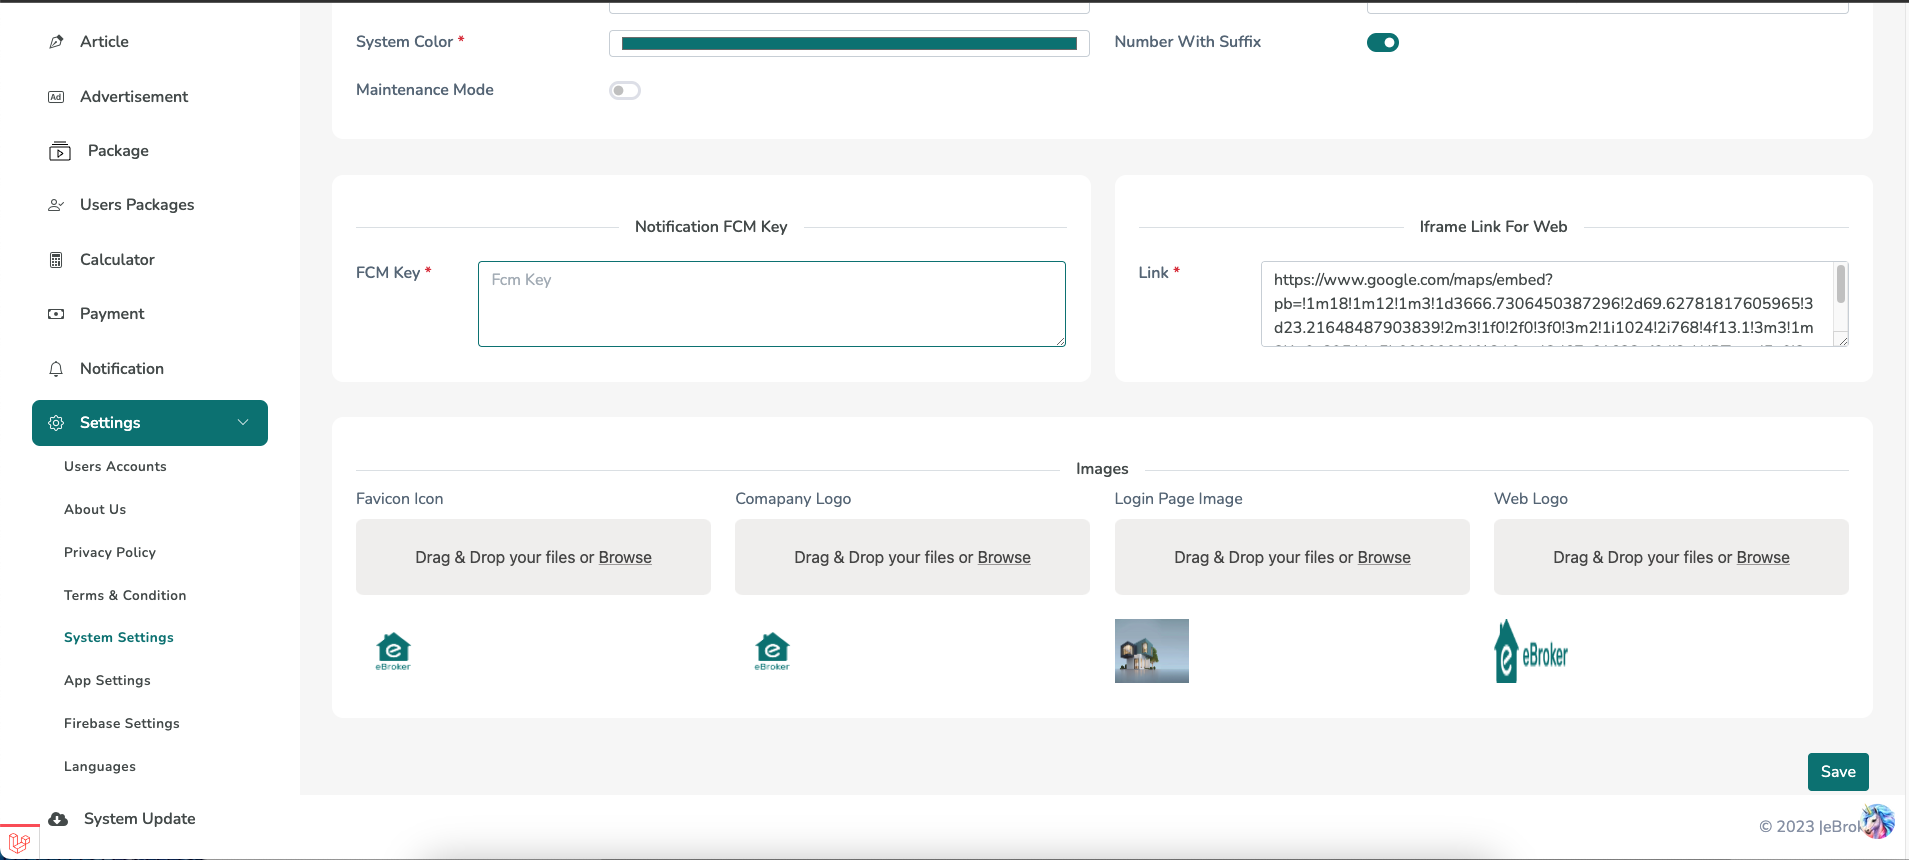 Article
Advertisement
Package
Users Packages
Calculator
Payment
Notification
Settings
Users Accounts
About Us
Privacy Policy
Terms & Condition
System Settings
App Settings
Firebase Settings
Languages
System Update
System Color *
Number With Suffix
Maintenance Mode
Notification FCM Key
FCM Key *
Fcm Key
Iframe Link For Web
Link *
https://www.google.com/maps/embed?
pb=!1m18!1m12!1m3!1d3666.7306450387296!2d69.62781817605965!3
d23.21648487903839!2m3!1f0!2f0!3f0!3m2!1i1024!2i768!4f13.1!3m3!1m
Images
Favicon Icon
Comapany Logo
Login Page Image
Web Logo
Drag & Drop your files or Browse
Drag & Drop your files or Browse
Drag & Drop your files or Browse
Drag & Drop your files or Browse
eBroker
eBroker
eBroker
Save
© 2023 |eBrok